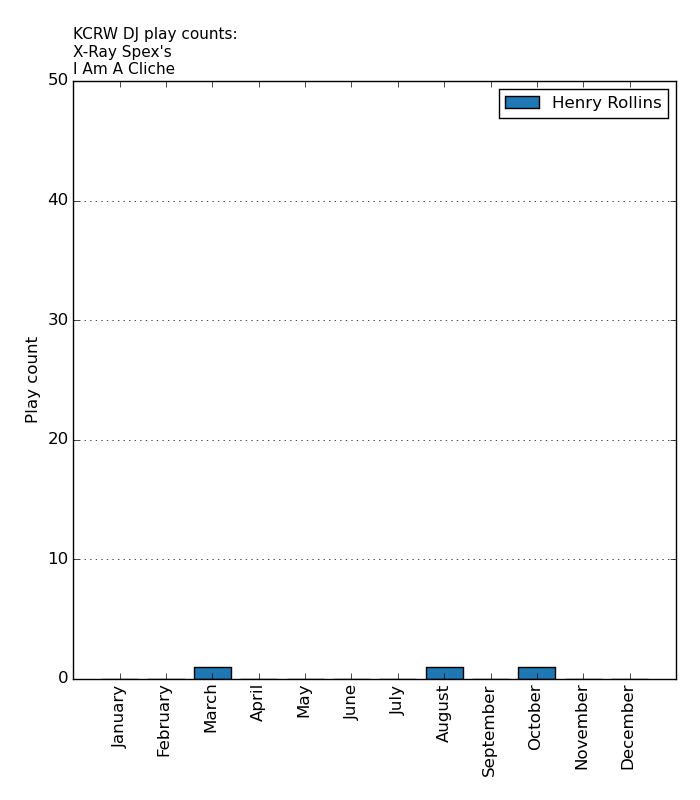 KCRW DJ play counts:
X-Ray Spex's
I Am A Cliche
Henry Rollins
50
40
30
20
10
0
Play count
January
February
March
April
May
June
July
August
September
October
November
December